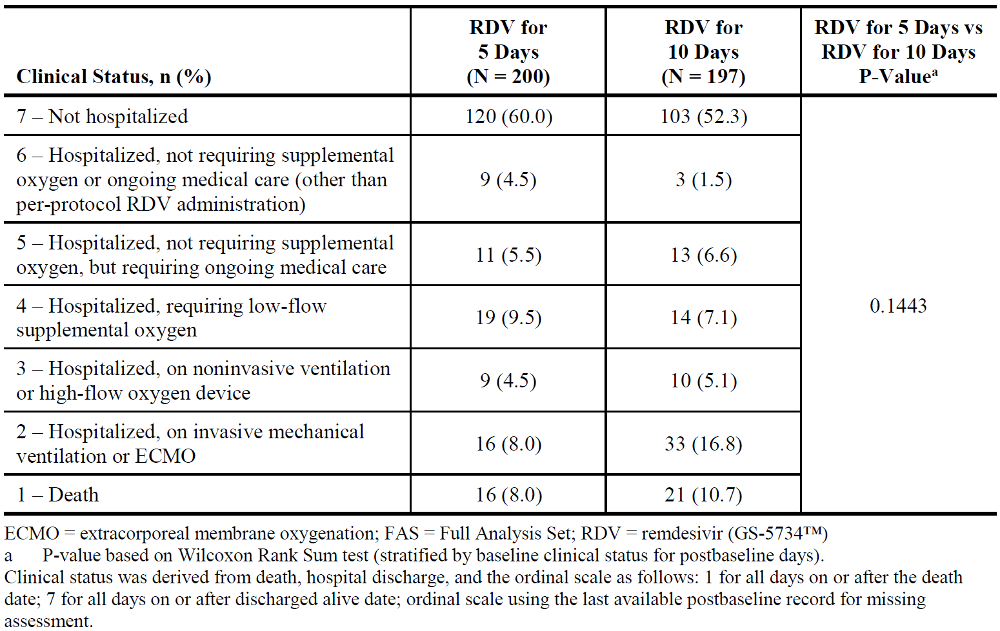 Clinical Status, n (%)
RDV for
5 Days
(N = 200)
RDV for
10 Days
(N = 197)
RDV for 5 Days vs
RDV for 10 Days
P-Valueᵃ
7 – Not hospitalized
120 (60.0)
103 (52.3)
0.1443
6 – Hospitalized, not requiring supplemental
oxygen or ongoing medical care (other than
per-protocol RDV administration)
9 (4.5)
3 (1.5)
5 – Hospitalized, not requiring supplemental
oxygen, but requiring ongoing medical care
11 (5.5)
13 (6.6)
4 – Hospitalized, requiring low-flow
supplemental oxygen
19 (9.5)
14 (7.1)
3 – Hospitalized, on noninvasive ventilation
or high-flow oxygen device
9 (4.5)
10 (5.1)
2 – Hospitalized, on invasive mechanical
ventilation or ECMO
16 (8.0)
33 (16.8)
1 – Death
16 (8.0)
21 (10.7)
ECMO = extracorporeal membrane oxygenation; FAS = Full Analysis Set; RDV = remdesivir (GS-5734™)
a P-value based on Wilcoxon Rank Sum test (stratified by baseline clinical status for postbaseline days).
Clinical status was derived from death, hospital discharge, and the ordinal scale as follows: 1 for all days on or after the death
date; 7 for all days on or after discharged alive date; ordinal scale using the last available postbaseline record for missing
assessment.